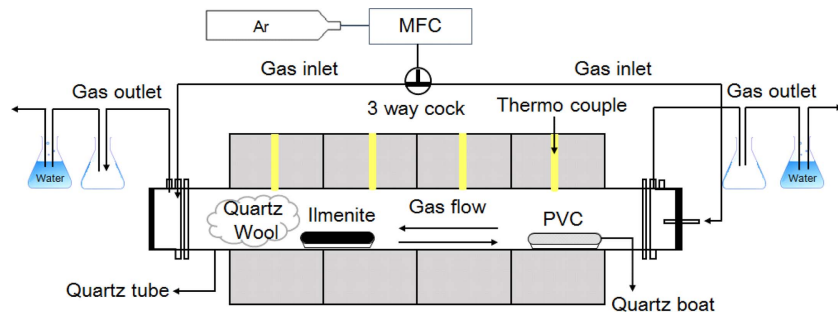 Ar
MFC
Gas inlet
Gas inlet
Gas outlet
Gas outlet
3 way cock
Thermo couple
Water
Water
Quartz
Wool
Ilmenite
Gas flow
PVC
Quartz tube
Quartz boat